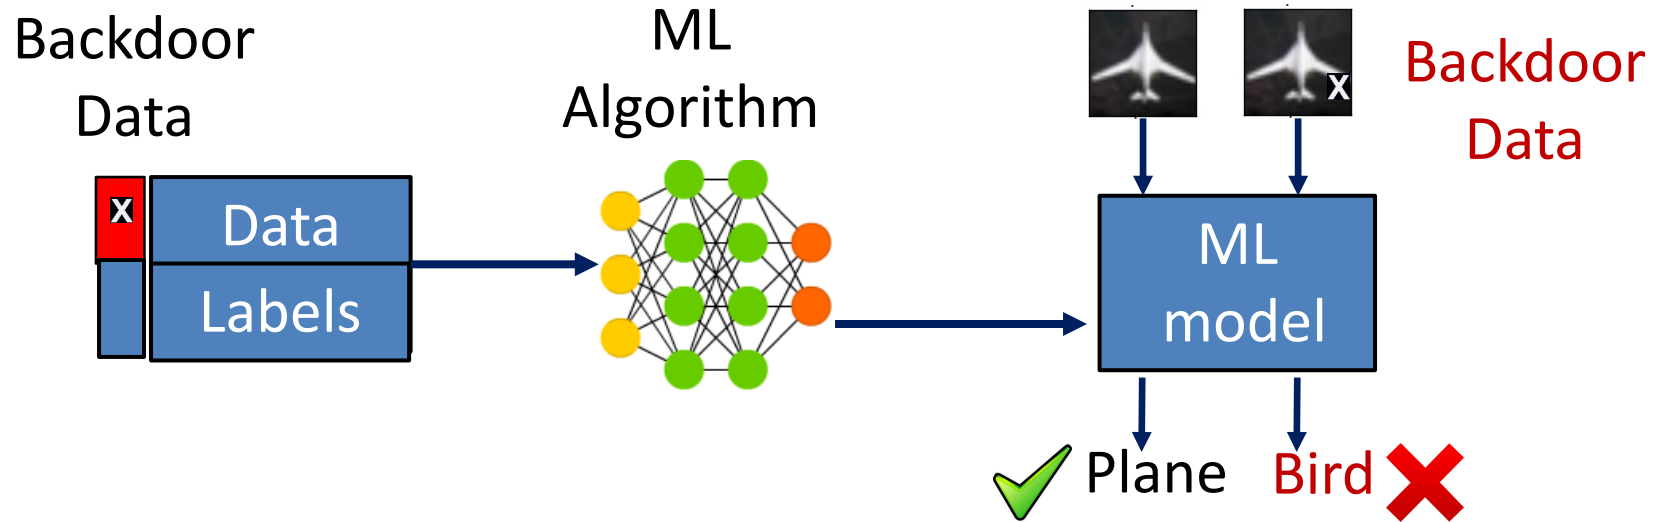 Backdoor
Data
X
Data
Labels
ML
Algorithm
X
Backdoor
Data
ML
model
Plane
Bird